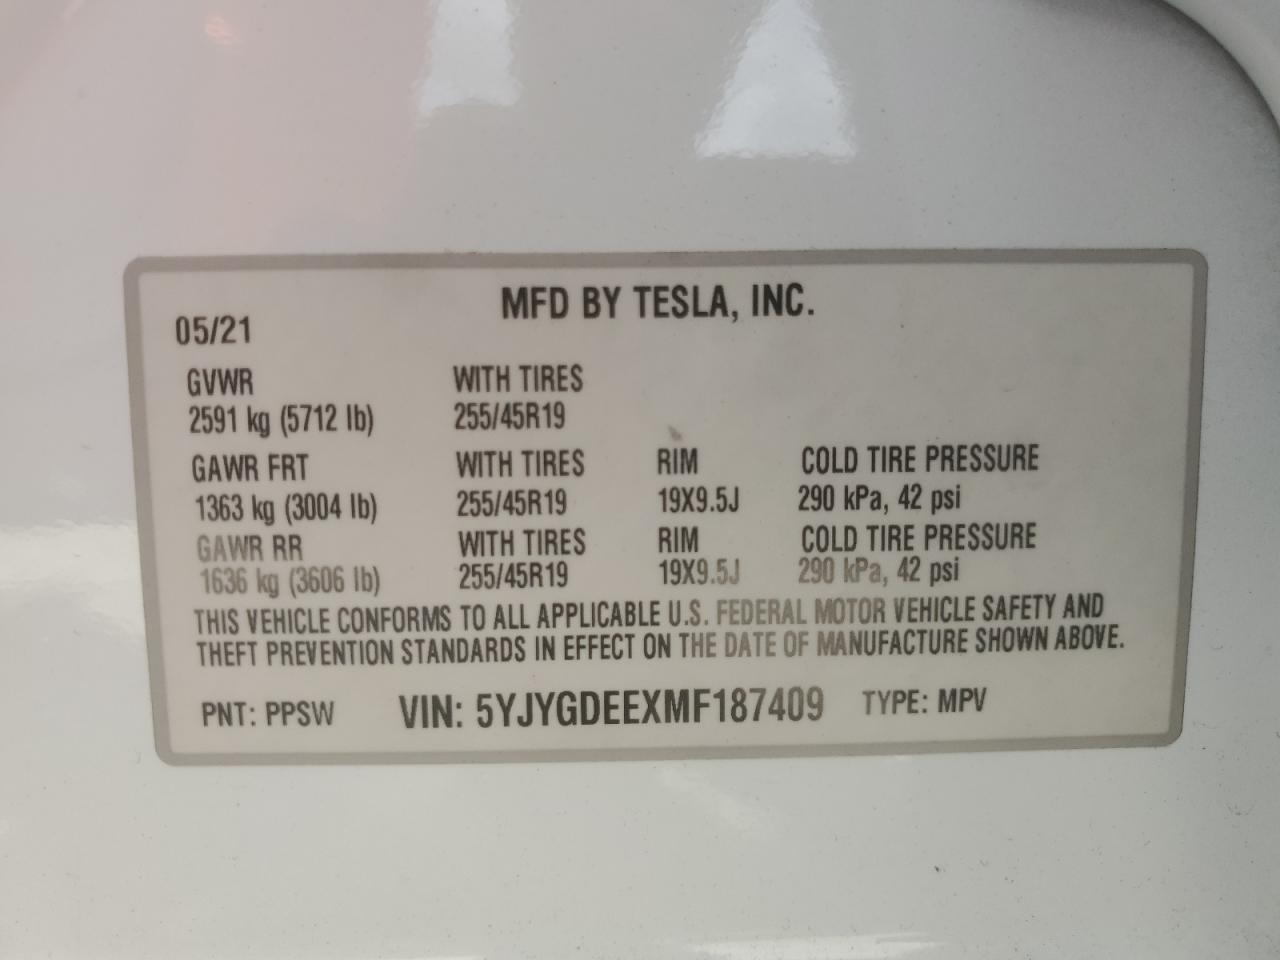 MFD BY TESLA, INC.
05/21
GVWR WITH TIRES
2591 kg (5712 lb) 255/45R19
GAWR FRT WITH TIRES RIM COLD TIRE PRESSURE
1363 kg (3004 lb) 255/45R19 19X9.5J 290 kPa, 42 psi
GAWR RR WITH TIRES RIM COLD TIRE PRESSURE
1636 kg (3606 lb) 255/45R19 19X9.5J 290 kPa, 42 psi
THIS VEHICLE CONFORMS TO ALL APPLICABLE U.S. FEDERAL MOTOR VEHICLE SAFETY AND
THEFT PREVENTION STANDARDS IN EFFECT ON THE DATE OF MANUFACTURE SHOWN ABOVE.
PNT: PPSW VIN: 5YJYGDEEXMF187409 TYPE: MPV